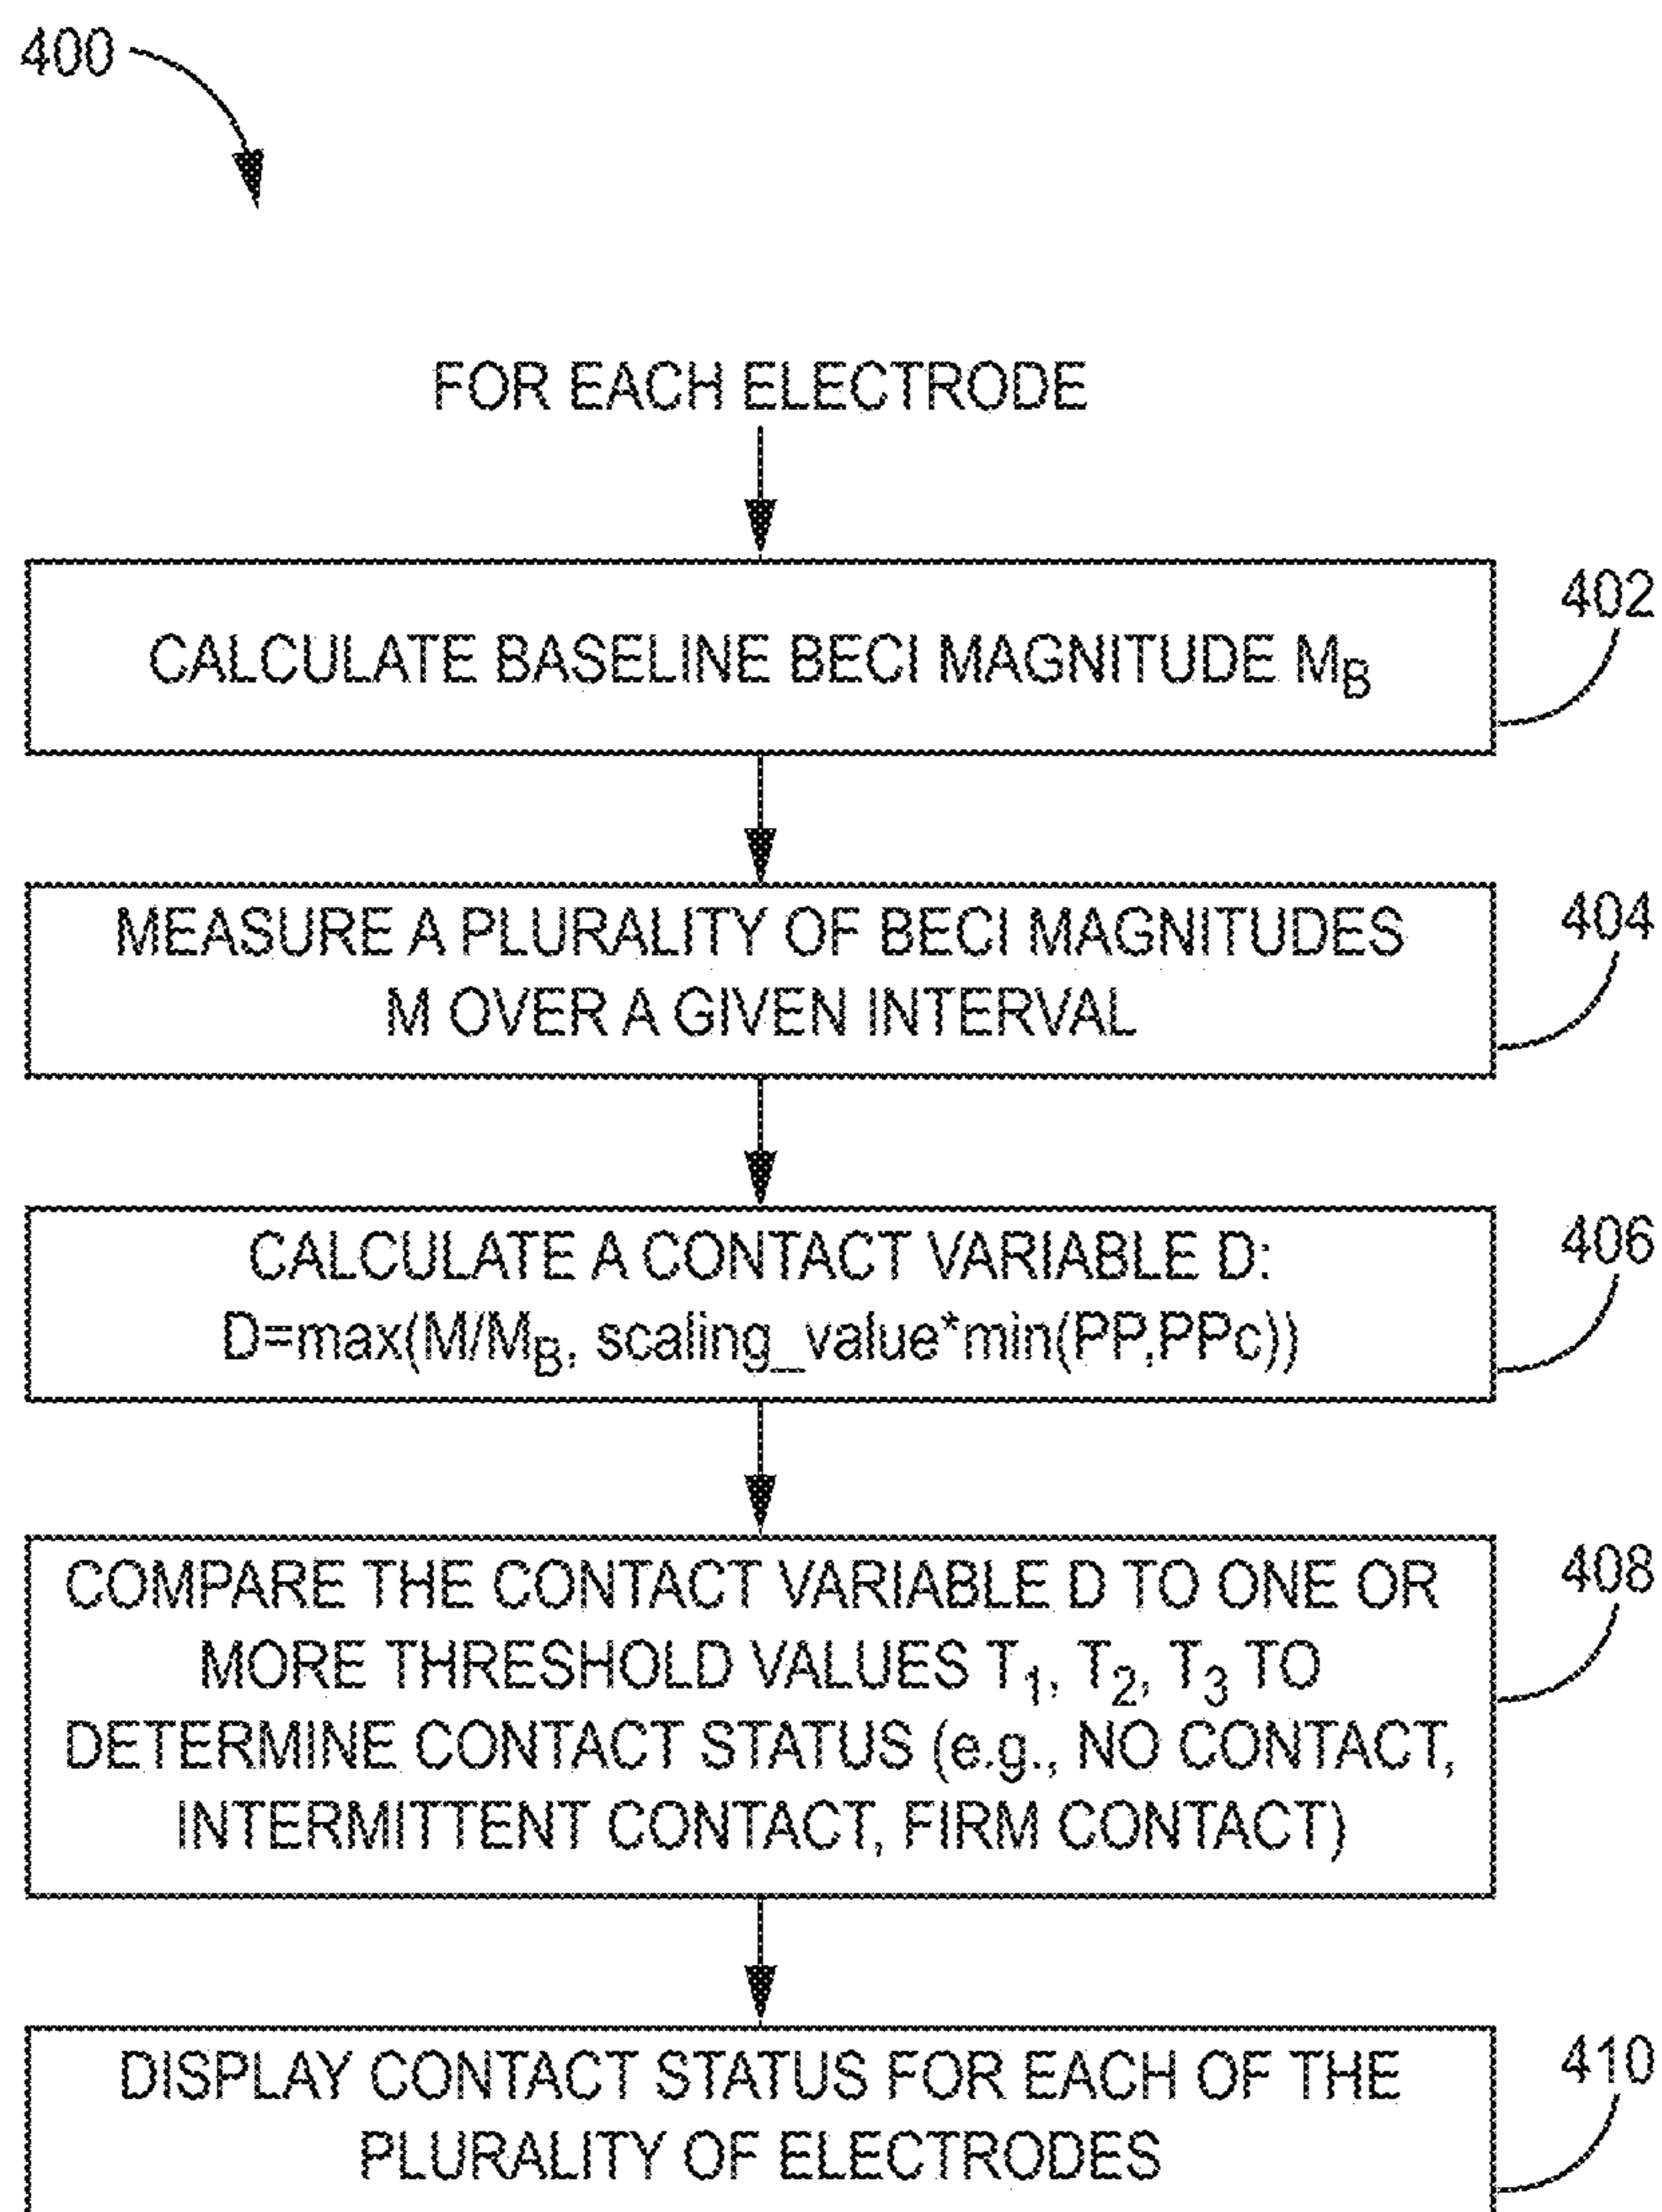 400
FOR EACH ELECTRODE
402
CALCULATE BASELINE BECI MAGNITUDE M_B
404
MEASURE A PLURALITY OF BECI MAGNITUDES
M OVER A GIVEN INTERVAL
406
CALCULATE A CONTACT VARIABLE D:
D=max(M/M_B, scaling_value*min(PP,PPc))
408
COMPARE THE CONTACT VARIABLE D TO ONE OR
MORE THRESHOLD VALUES T₁, T₂, T₃ TO
DETERMINE CONTACT STATUS (e.g., NO CONTACT,
INTERMITTENT CONTACT, FIRM CONTACT)
410
DISPLAY CONTACT STATUS FOR EACH OF THE
PLURALITY OF ELECTRODES